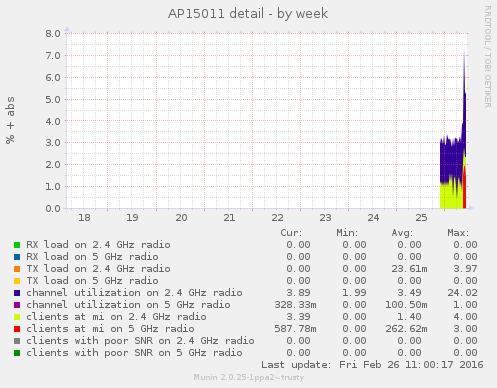 AP15011 detail - by week
RRDTOOL / TOBI OETIKER
% + abs
8.0
7.0
6.0
5.0
4.0
3.0
2.0
1.0
0.0
18 19 20 21 22 23 24 25
Cur: Min: Avg: Max:
RX load on 2.4 GHz radio 0.00 0.00 0.00 0.00
RX load on 5 GHz radio 0.00 0.00 0.00 0.00
TX load on 2.4 GHz radio 0.00 0.00 23.61m 3.97
TX load on 5 GHz radio 0.00 0.00 0.00 0.00
channel utilization on 2.4 GHz radio 3.89 1.99 3.49 24.02
channel utilization on 5 GHz radio 328.33m 0.00 100.50m 1.00
clients at mi on 2.4 GHz radio 3.39 0.00 1.40 4.00
clients at mi on 5 GHz radio 587.78m 0.00 262.62m 3.00
clients with poor SNR on 2.4 GHz radio 0.00 0.00 0.00 0.00
clients with poor SNR on 5 GHz radio 0.00 0.00 0.00 0.00
Last update: Fri Feb 26 11:00:17 2016
Munin 2.0.25-1ppa2~trusty